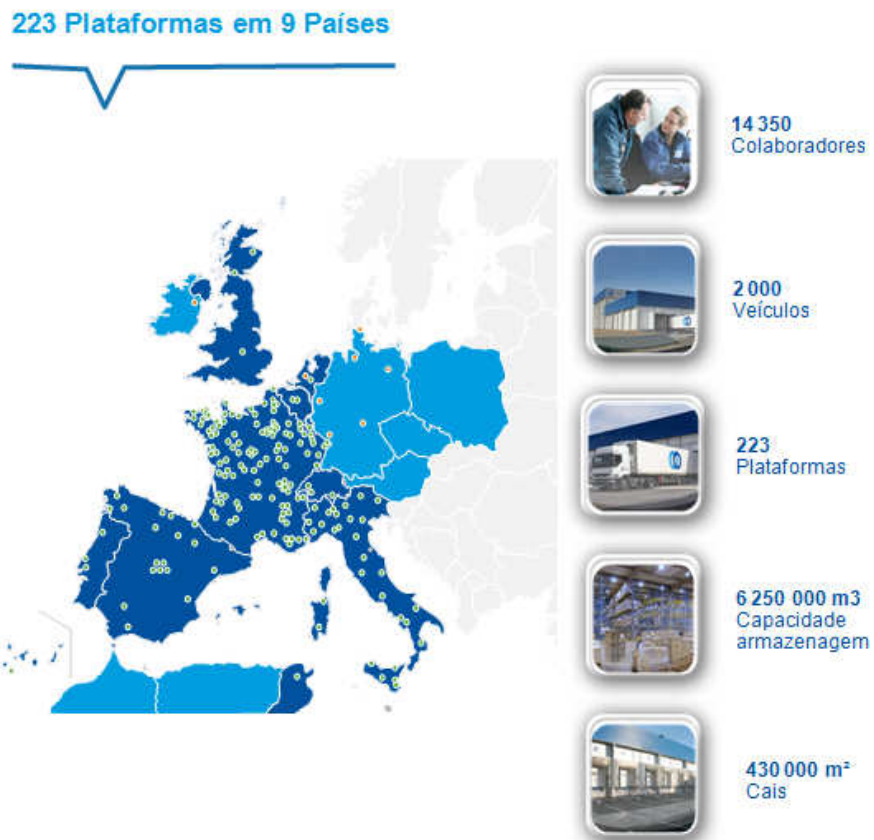 223 Plataformas em 9 Países
14 350
Colaboradores
2 000
Veículos
223
Plataformas
6 250 000 m3
Capacidade
armazenagem
430 000 m²
Cais